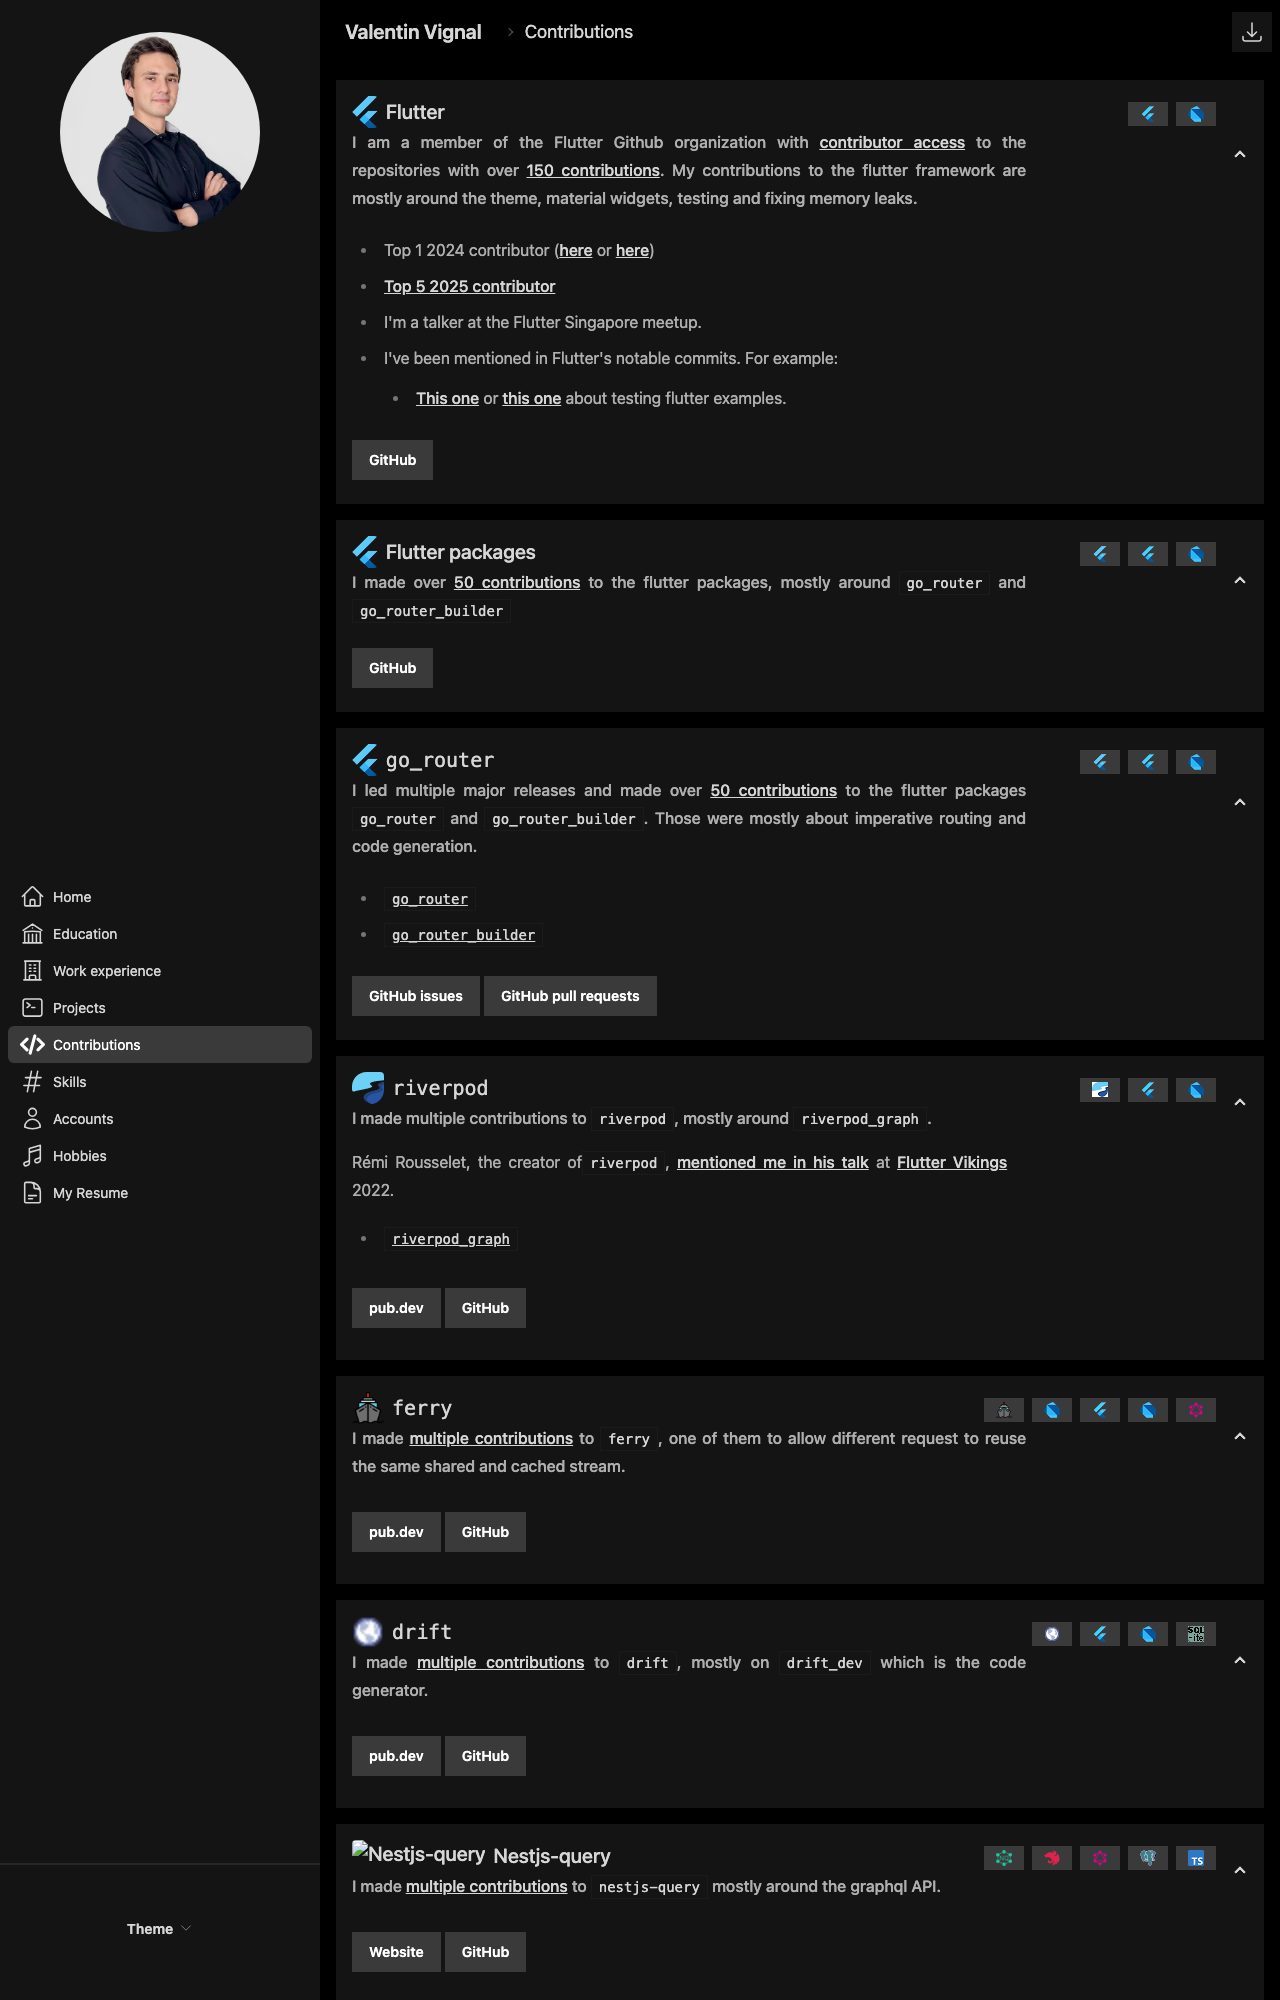 Valentin Vignal
Contributions
Flutter
I am a member of the Flutter Github organization with contributor access to the
repositories with over 150 contributions. My contributions to the flutter framework are
mostly around the theme, material widgets, testing and fixing memory leaks.
• Top 1 2024 contributor (here or here)
• Top 5 2025 contributor
• I'm a talker at the Flutter Singapore meetup.
• I've been mentioned in Flutter's notable commits. For example:
• This one or this one about testing flutter examples.
GitHub
Flutter packages
I made over 50 contributions to the flutter packages, mostly around go_router and
go_router_builder
GitHub
go_router
I led multiple major releases and made over 50 contributions to the flutter packages
go_router and go_router_builder. Those were mostly about imperative routing and
code generation.
• go_router
• go_router_builder
GitHub issues
GitHub pull requests
riverpod
I made multiple contributions to riverpod, mostly around riverpod_graph.
Rémi Rousselet, the creator of riverpod, mentioned me in his talk at Flutter Vikings
2022.
• riverpod_graph
pub.dev
GitHub
ferry
I made multiple contributions to ferry, one of them to allow different request to reuse
the same shared and cached stream.
pub.dev
GitHub
drift
SQL
ite
I made multiple contributions to drift, mostly on drift_dev which is the code
generator.
pub.dev
GitHub
Nestjs-query Nestjs-query
TS
I made multiple contributions to nestjs-query mostly around the graphql API.
Website
GitHub
Home
Education
Work experience
Projects
Contributions
Skills
Accounts
Hobbies
My Resume
Theme